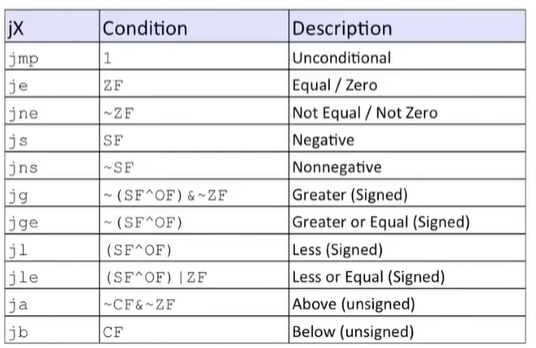 jX Condition Description
jmp 1 Unconditional
je ZF Equal / Zero
jne ~ZF Not Equal / Not Zero
js SF Negative
jns ~SF Nonnegative
jg ~(SF^OF)&~ZF Greater (Signed)
jge ~(SF^OF) Greater or Equal (Signed)
jl (SF^OF) Less (Signed)
jle (SF^OF)|ZF Less or Equal (Signed)
ja ~CF&~ZF Above (unsigned)
jb CF Below (unsigned)